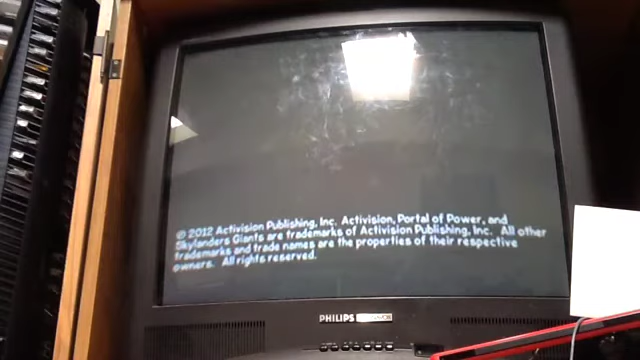 © 2012 Activision Publishing, Inc. Activision, Portal of Power, and
Skylanders Giants are trademarks of Activision Publishing, Inc. All other
trademarks and trade names are the properties of their respective
owners. All rights reserved.
PHILIPS